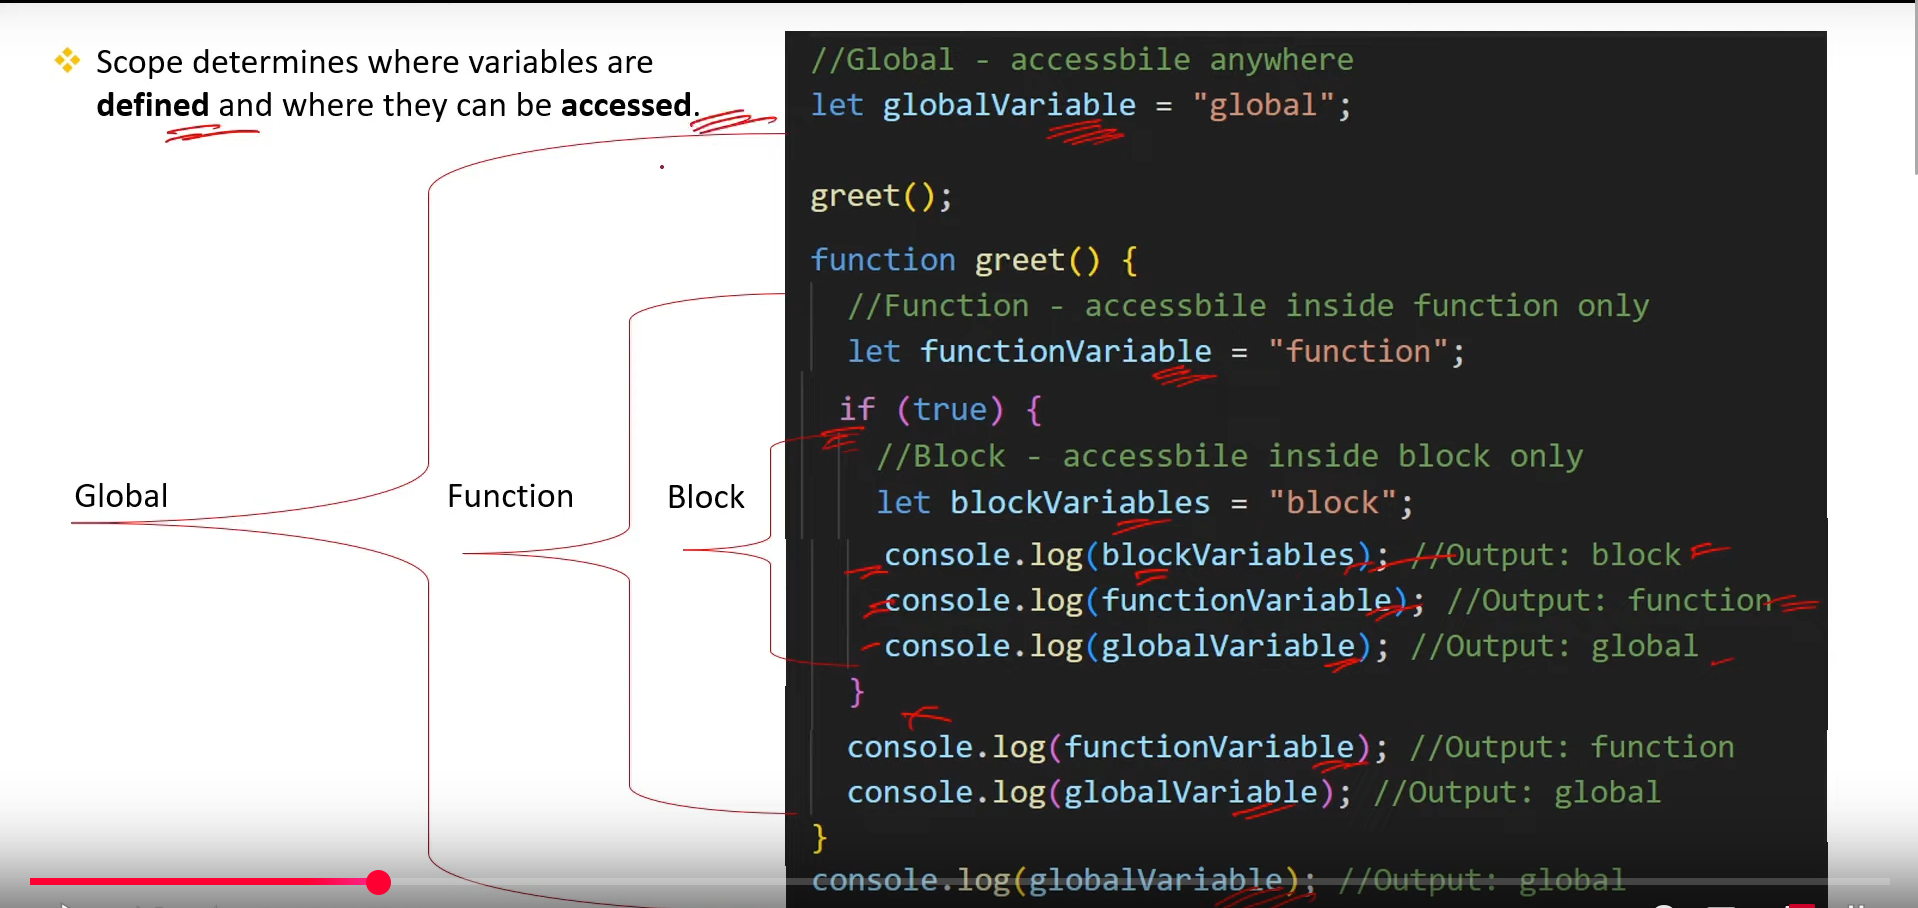 Scope determines where variables are
defined and where they can be accessed.
Global
Function
Block
//Global - accessbile anywhere
let globalVariable = "global";
greet();
function greet() {
//Function - accessbile inside function only
let functionVariable = "function";
if (true) {
//Block - accessbile inside block only
let blockVariables = "block";
console.log(blockVariables); //Output: block
console.log(functionVariable); //Output: function
console.log(globalVariable); //Output: global
}
console.log(functionVariable); //Output: function
console.log(globalVariable); //Output: global
}
console.log(globalVariable); //Output: global